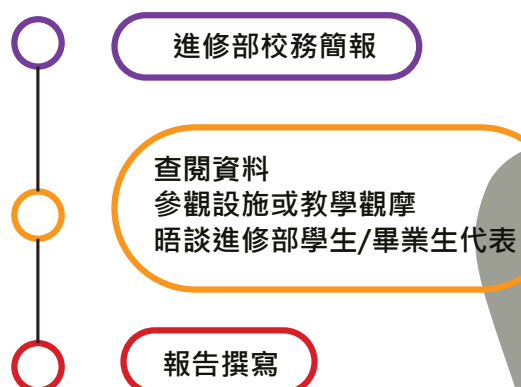 進修部校務簡報
查閱資料
參觀設施或教學觀摩
晤談進修部學生/畢業生代表
報告撰寫